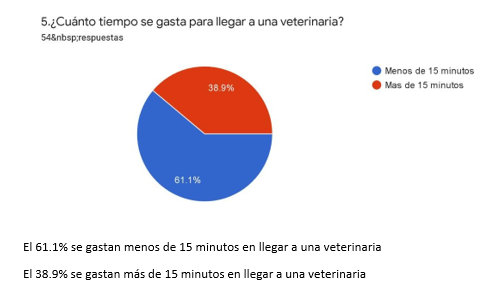 5.¿Cuánto tiempo se gasta para llegar a una veterinaria?
54&nbsp;respuestas
Menos de 15 minutos
Mas de 15 minutos
38.9%
61.1%
El 61.1% se gastan menos de 15 minutos en llegar a una veterinaria
El 38.9% se gastan más de 15 minutos en llegar a una veterinaria